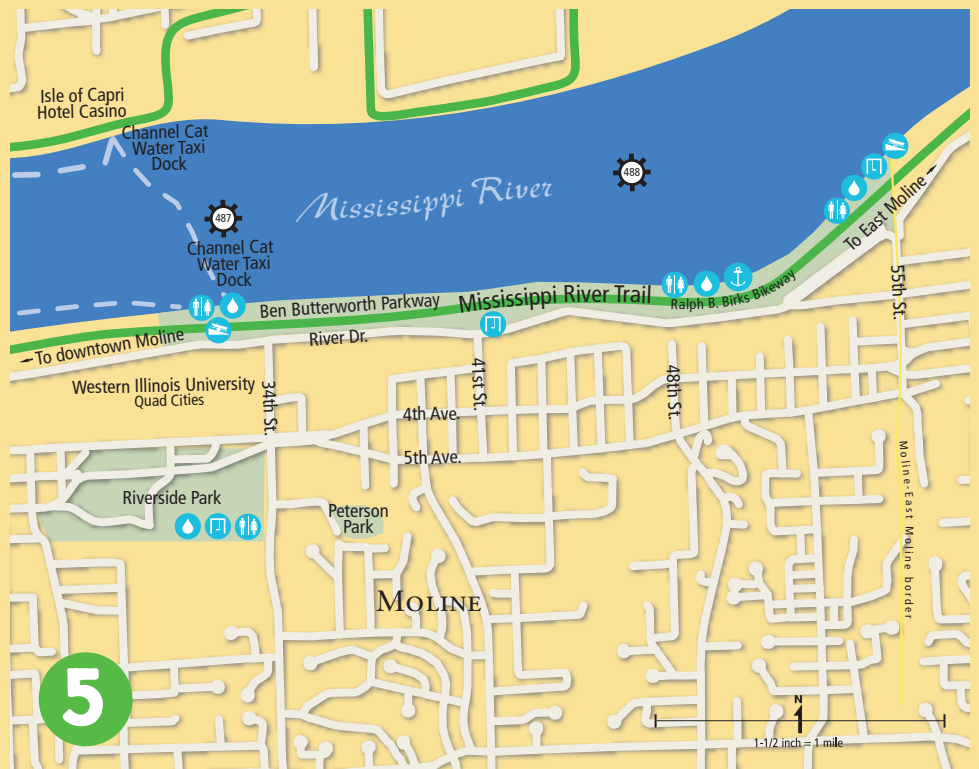 Isle of Capri
Hotel Casino
Channel Cat
Water Taxi
Dock
488
Mississippi River
487
Channel Cat
Water Taxi
Dock
To East Moline
55th St.
Ben Butterworth Parkway
Mississippi River Trail
Ralph B. Birks Bikeway
To downtown Moline
River Dr.
Western Illinois University
Quad Cities
34th St.
41st St.
48th St.
4th Ave.
5th Ave.
Moline-East Moline border
Riverside Park
Peterson
Park
Moline
5
N
1-1/2 inch = 1 mile